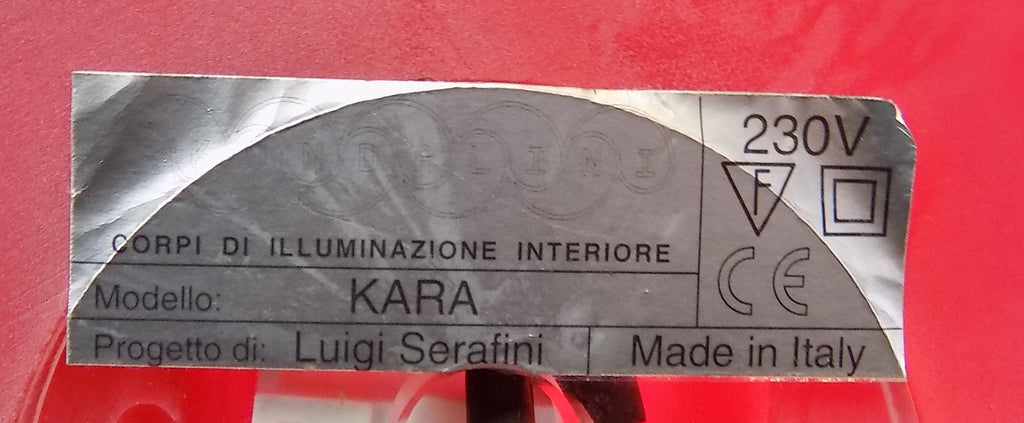 230V
F
CORPI DI ILLUMINAZIONE INTERIORE
CE
Modello: KARA
Progetto di: Luigi Serafini
Made in Italy